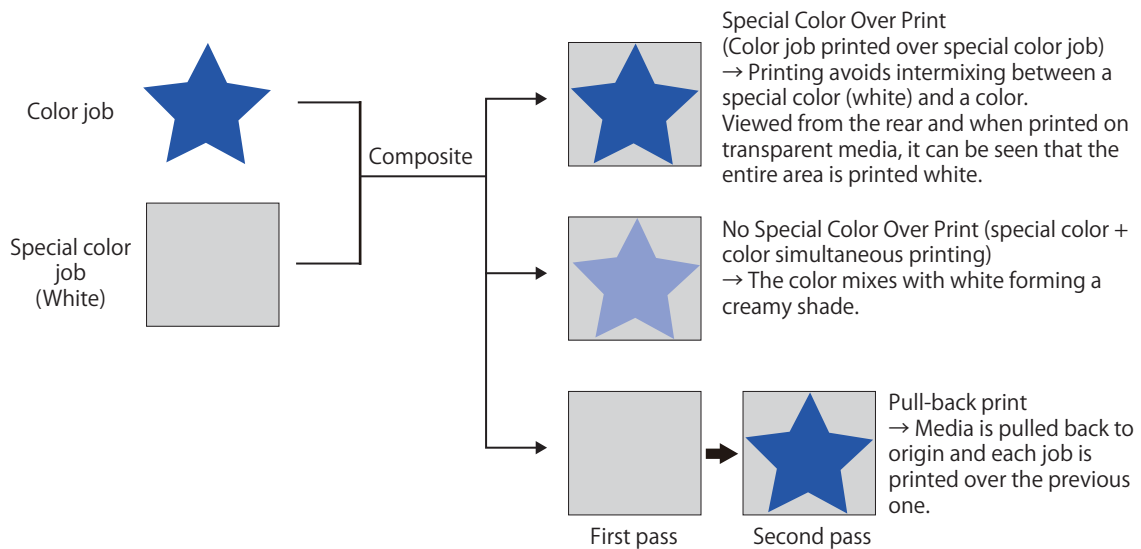 Color job
Special color
job
(White)
Composite
Special Color Over Print
(Color job printed over special color job)
→ Printing avoids intermixing between a
special color (white) and a color.
Viewed from the rear and when printed on
transparent media, it can be seen that the
entire area is printed white.
No Special Color Over Print (special color +
color simultaneous printing)
→ The color mixes with white forming a
creamy shade.
Pull-back print
→ Media is pulled back to
origin and each job is
printed over the previous
one.
First pass
Second pass